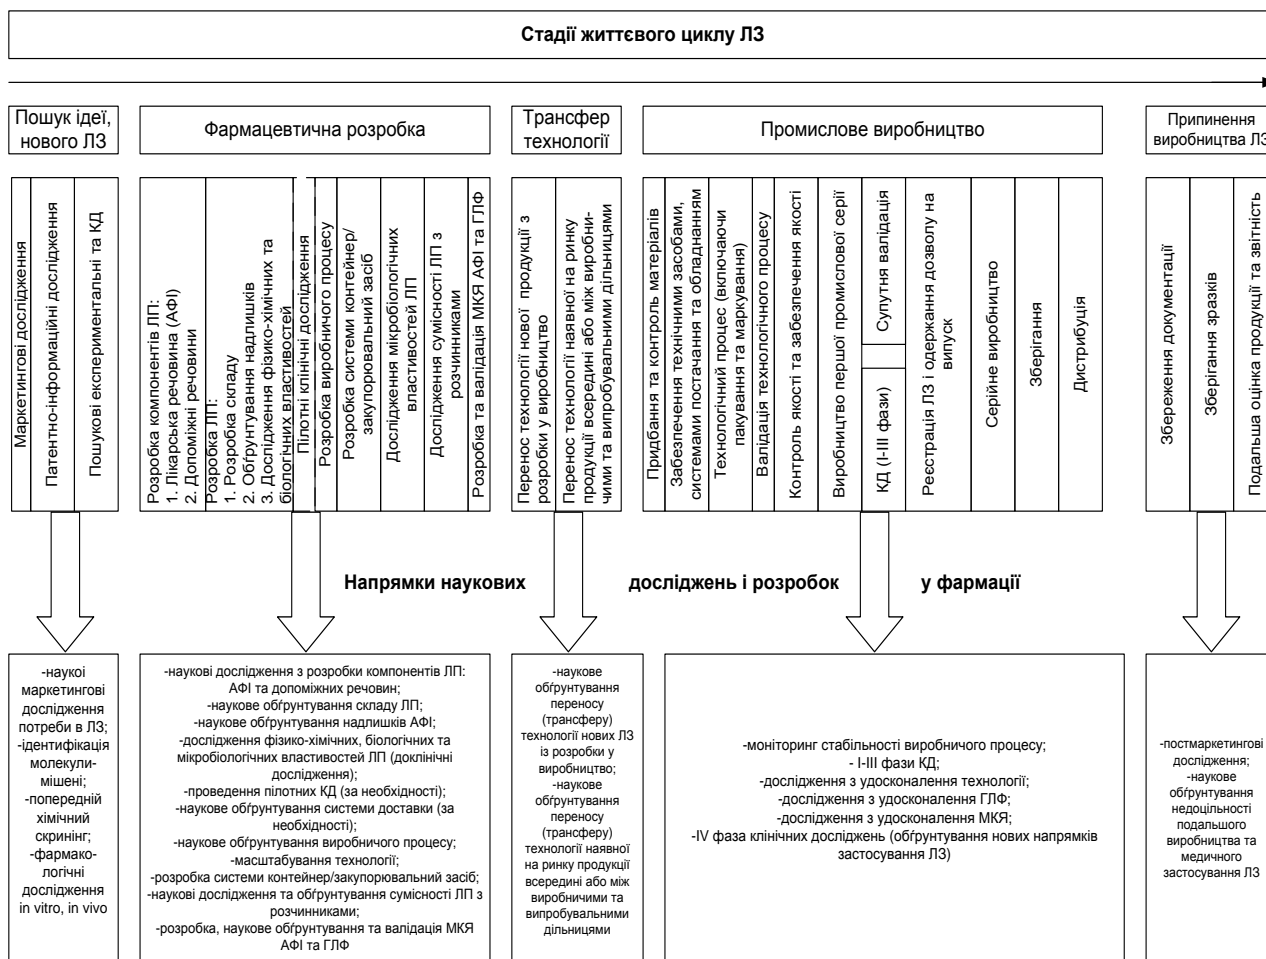 Стадії життєвого циклу ЛЗ
Пошук ідеї,
нового ЛЗ
Фармацевтична розробка
Трансфер
технології
Промислове виробництво
Припинення
виробництва ЛЗ
Маркетингові дослідження
Патентно-інформаційні дослідження
Пошукові експериментальні та КД
Розробка компонентів ЛП:
1. Лікарська речовина (АФІ)
2. Допоміжні речовини
Розробка ЛП:
1. Розробка складу
2. Обґрунтування надлишків
3. Дослідження фізико-хімічних та
біологічних властивостей
Пілотні клінічні дослідження
Розробка виробничого процесу
Розробка системи контейнер/
закупорювальний засіб
Дослідження мікробіологічних
властивостей ЛП
Дослідження сумісності ЛП з
розчинниками
Розробка та валідація МКЯ АФІ та ГЛФ
Перенос технології нової продукції з
розробки у виробництво
Перенос технології наявної на ринку
продукції всередині або між виробни-
чими та випробувальними дільницями
Придбання та контроль матеріалів
Забезпечення технічними засобами,
системами постачання та обладнанням
Технологічний процес (включаючи
пакування та маркування)
Валідація технологічного процесу
Контроль якості та забезпечення якості
Виробництво першої промислової серії
КД (І-ІІІ фази)
Супутня валідація
Реєстрація ЛЗ і одержання дозволу на
випуск
Серійне виробництво
Зберігання
Дистрибуція
Збереження документації
Зберігання зразків
Подальша оцінка продукції та звітність
Напрямки наукових досліджень і розробок у фармації
-наукоі
маркетингові
дослідження
потреби в ЛЗ;
-ідентифікація
молекули-
мішені;
-попередній
хімічний
скринінг;
-фармако-
логічні
дослідження
in vitro, in vivo
-наукові дослідження з розробки компонентів ЛП:
АФІ та допоміжних речовин;
-наукове обґрунтування складу ЛП;
-наукове обґрунтування надлишків АФІ;
-дослідження фізико-хімічних, біологічних та
мікробіологічних властивостей ЛП (доклінічні
дослідження);
-проведення пілотних КД (за необхідності);
-наукове обґрунтування системи доставки (за
необхідності);
-наукове обґрунтування виробничого процесу;
-масштабування технології;
-розробка системи контейнер/закупорювальний засіб;
-наукові дослідження та обґрунтування сумісності ЛП з
розчинниками;
-розробка, наукове обґрунтування та валідація МКЯ
АФІ та ГЛФ
-наукове
обґрунтування
переносу
(трансферу)
технології нових ЛЗ
із розробки у
виробництво;
-наукове
обґрунтування
переносу
(трансферу)
технології наявної
на ринку продукції
всередині або між
виробничими та
випробувальними
дільницями
-моніторинг стабільності виробничого процесу;
- І-ІІІ фази КД;
-дослідження з удосконалення технології;
-дослідження з удосконалення ГЛФ;
-дослідження з удосконалення МКЯ;
-IV фаза клінічних досліджень (обґрунтування нових напрямків
застосування ЛЗ)
-постмаркетингові
дослідження;
-наукове
обґрунтування
недоцільності
подальшого
виробництва та
медичного
застосування ЛЗ